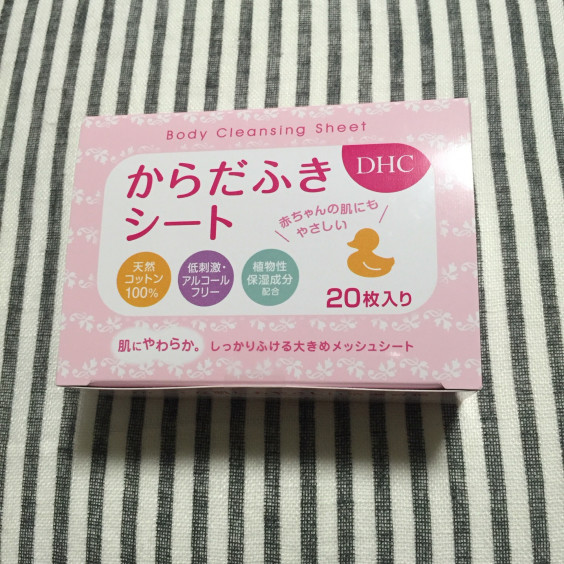 Body Cleansing Sheet
DHC
からだふき
シート
赤ちゃんの肌にも
やさしい
天然
コットン
100%
低刺激・
アルコール
フリー
植物性
保湿成分
配合
20枚入り
肌にやわらか。しっかりふける大きめメッシュシート